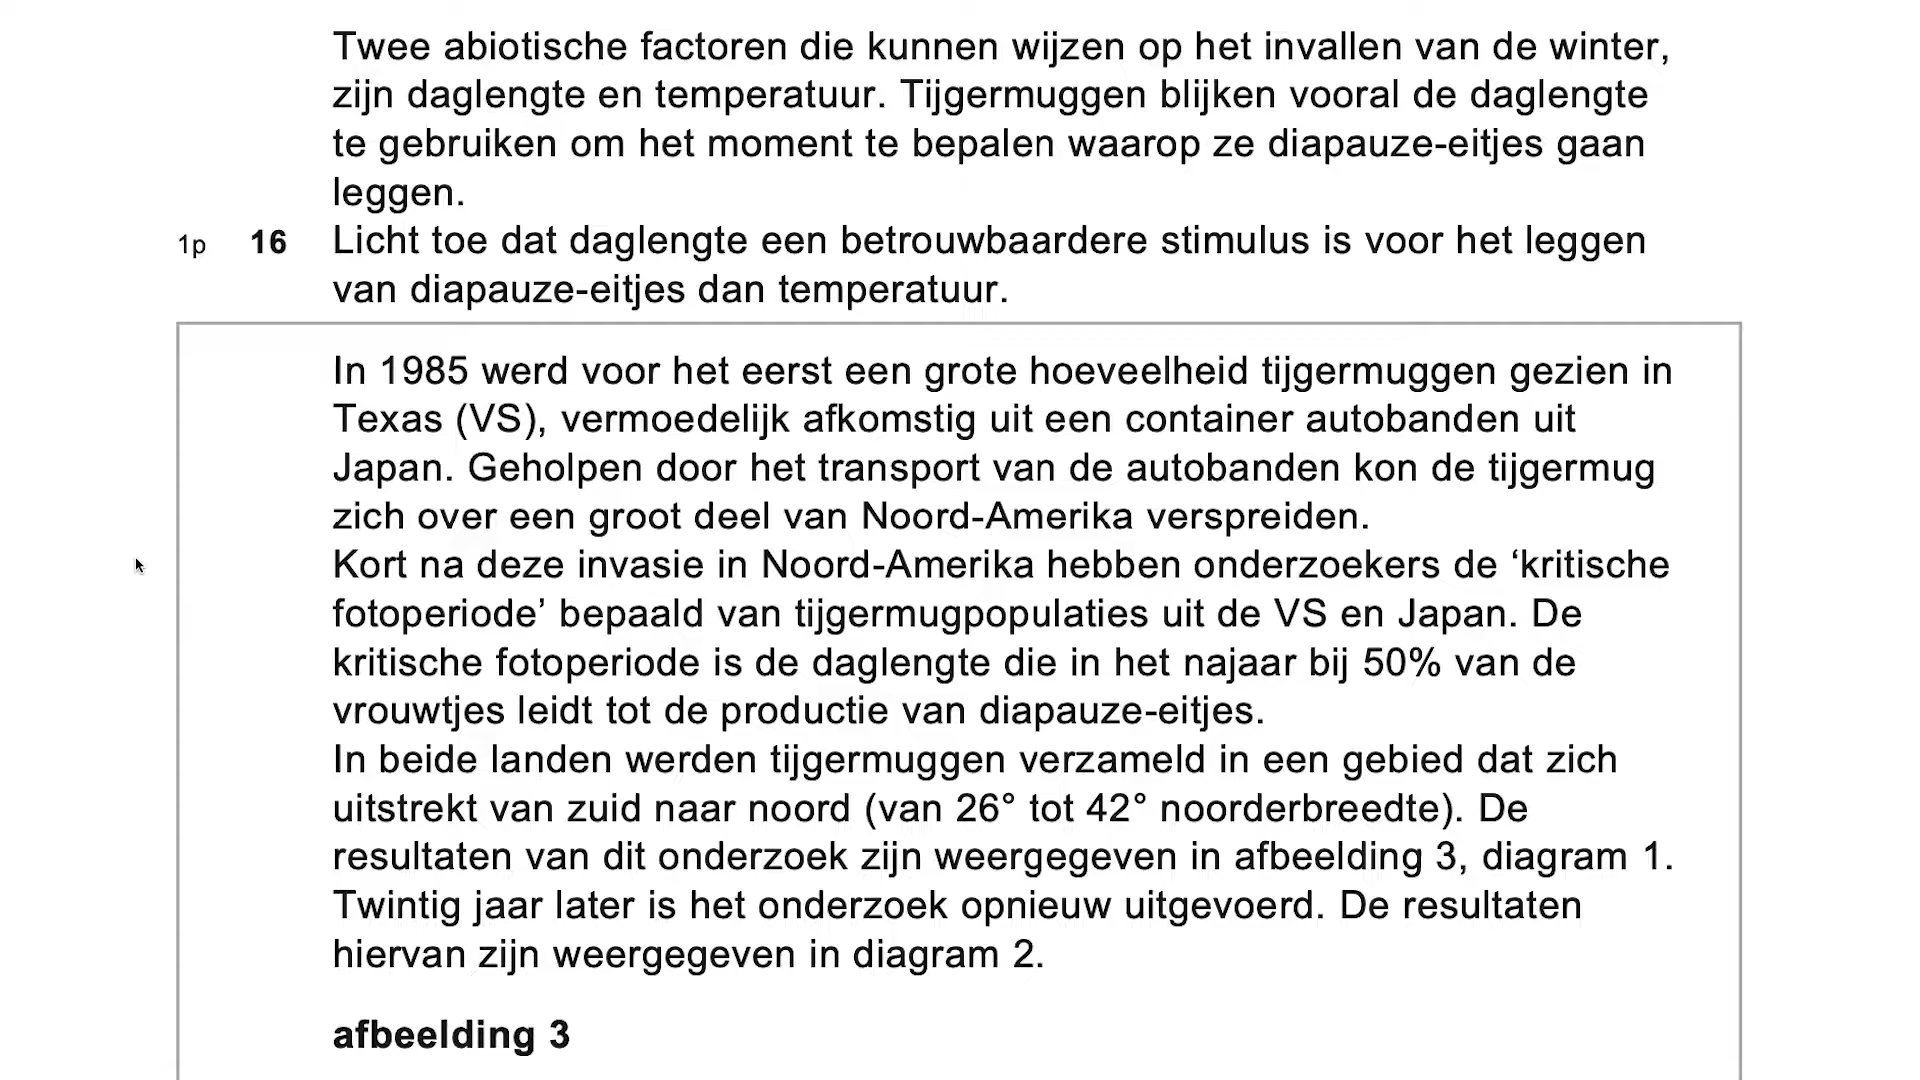 Twee abiotische factoren die kunnen wijzen op het invallen van de winter,
zijn daglengte en temperatuur. Tijgermuggen blijken vooral de daglengte
te gebruiken om het moment te bepalen waarop ze diapauze-eitjes gaan
leggen.
1p 16 Licht toe dat daglengte een betrouwbaardere stimulus is voor het leggen
van diapauze-eitjes dan temperatuur.
In 1985 werd voor het eerst een grote hoeveelheid tijgermuggen gezien in
Texas (VS), vermoedelijk afkomstig uit een container autobanden uit
Japan. Geholpen door het transport van de autobanden kon de tijgermug
zich over een groot deel van Noord-Amerika verspreiden.
Kort na deze invasie in Noord-Amerika hebben onderzoekers de ‘kritische
fotoperiode’ bepaald van tijgermugpopulaties uit de VS en Japan. De
kritische fotoperiode is de daglengte die in het najaar bij 50% van de
vrouwtjes leidt tot de productie van diapauze-eitjes.
In beide landen werden tijgermuggen verzameld in een gebied dat zich
uitstrekt van zuid naar noord (van 26° tot 42° noorderbreedte). De
resultaten van dit onderzoek zijn weergegeven in afbeelding 3, diagram 1.
Twintig jaar later is het onderzoek opnieuw uitgevoerd. De resultaten
hiervan zijn weergegeven in diagram 2.
afbeelding 3